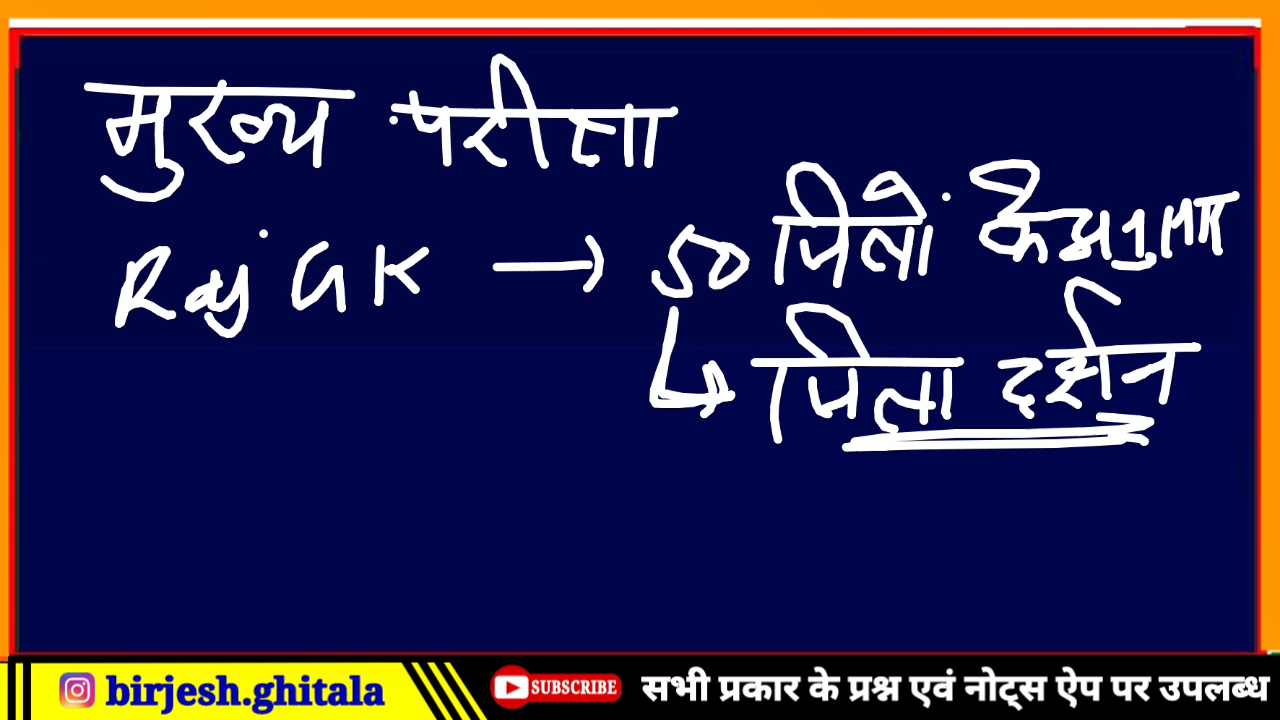 मुख्य परीक्षा
Raj GK → 50 जिलों के अनुसार
↳ जिला दर्शन
birjesh.ghitala
SUBSCRIBE
सभी प्रकार के प्रश्न एवं नोट्स ऐप पर उपलब्ध